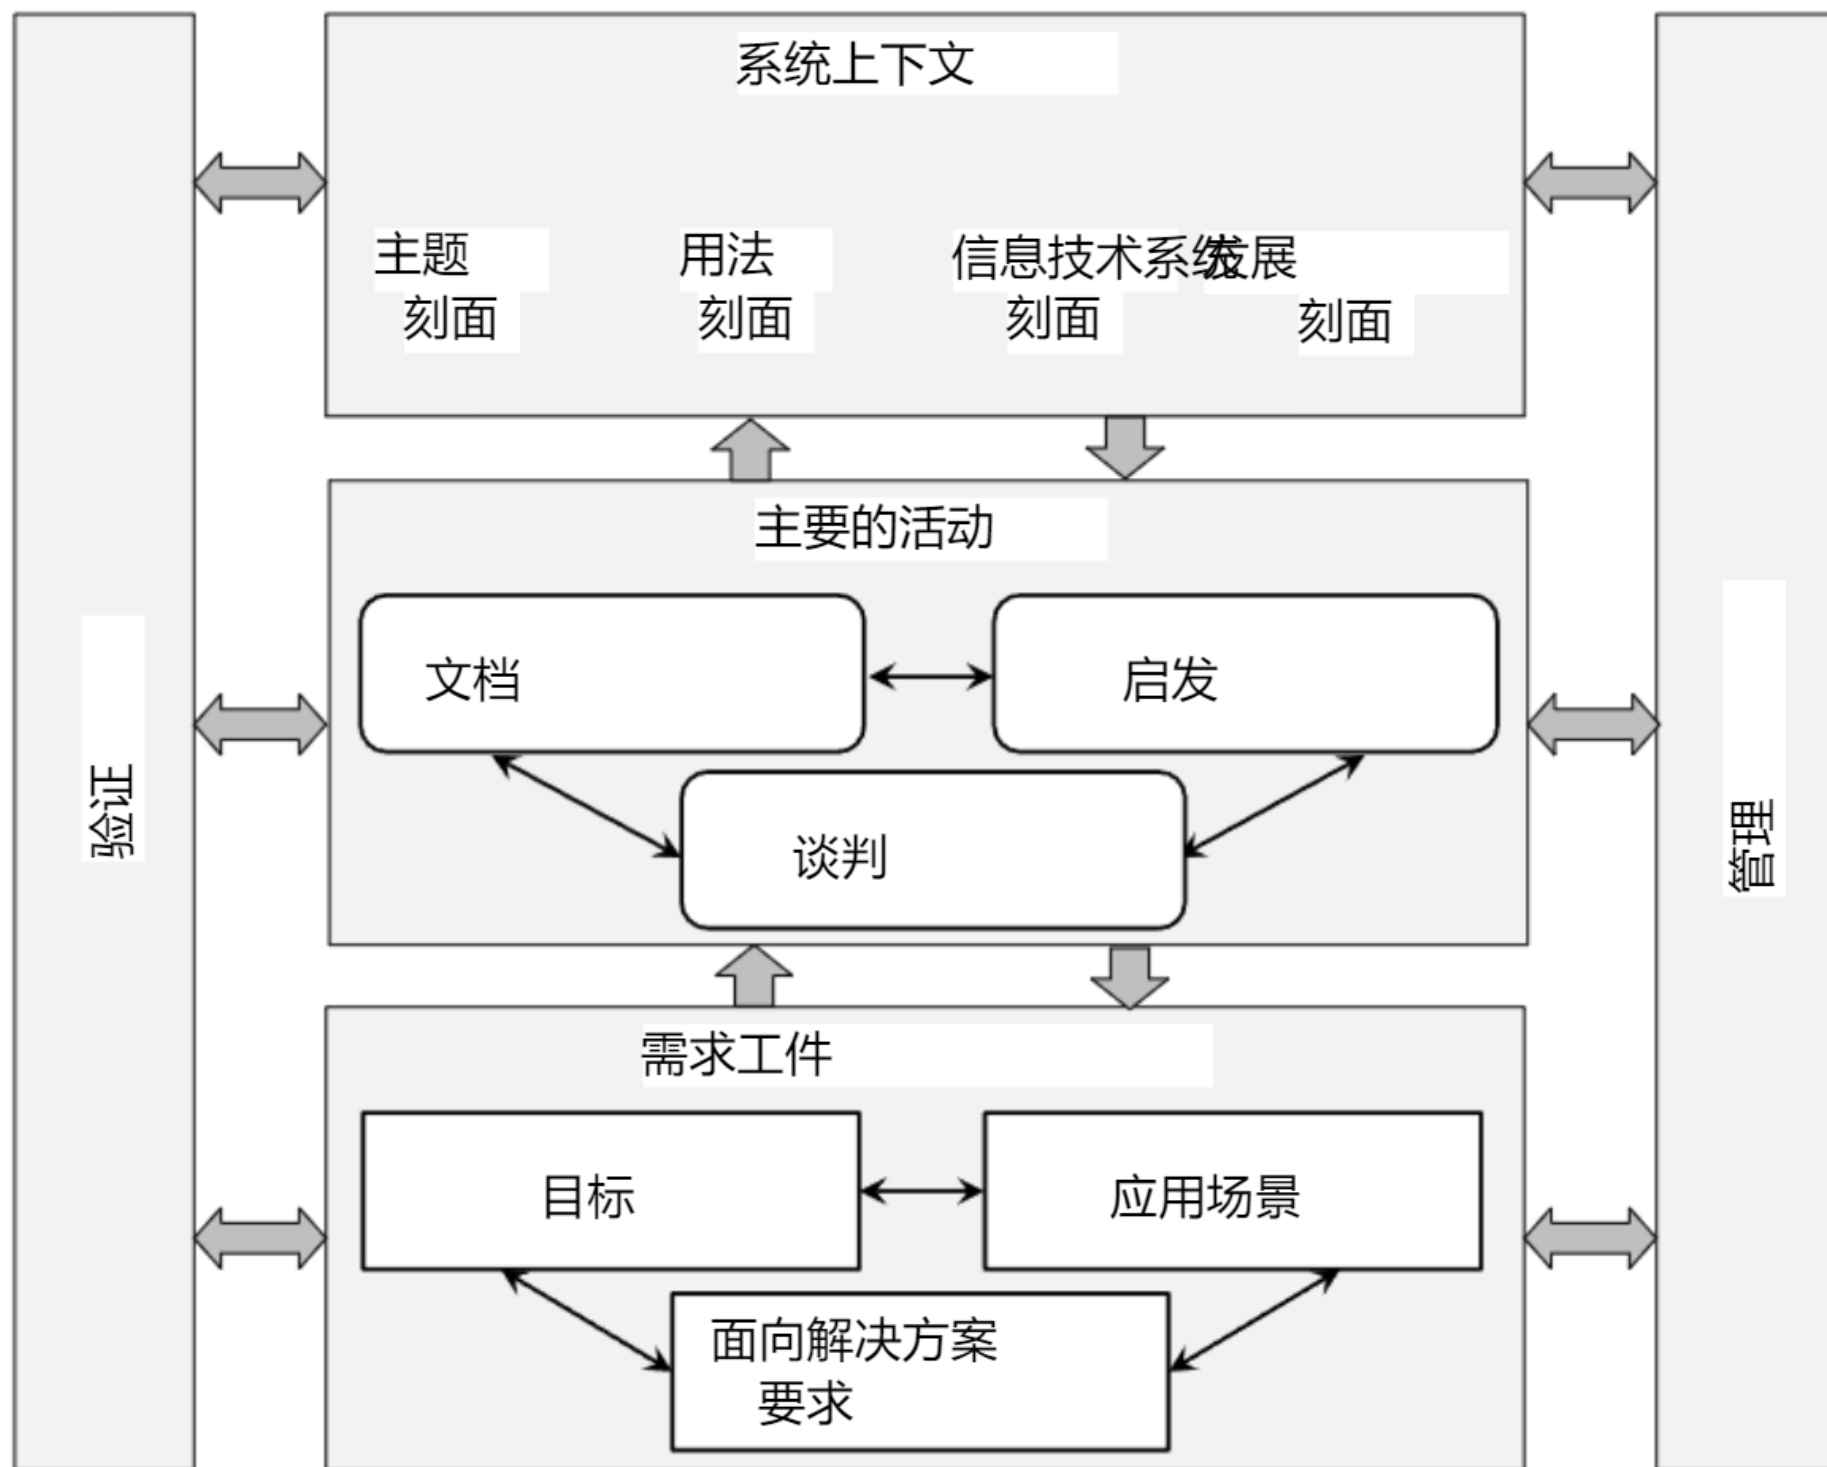 系统上下文
主题
刻面
用法
刻面
信息技术系统
刻面
发展
刻面
主要的活动
文档
启发
谈判
验证
管理
需求工件
目标
应用场景
面向解决方案
要求